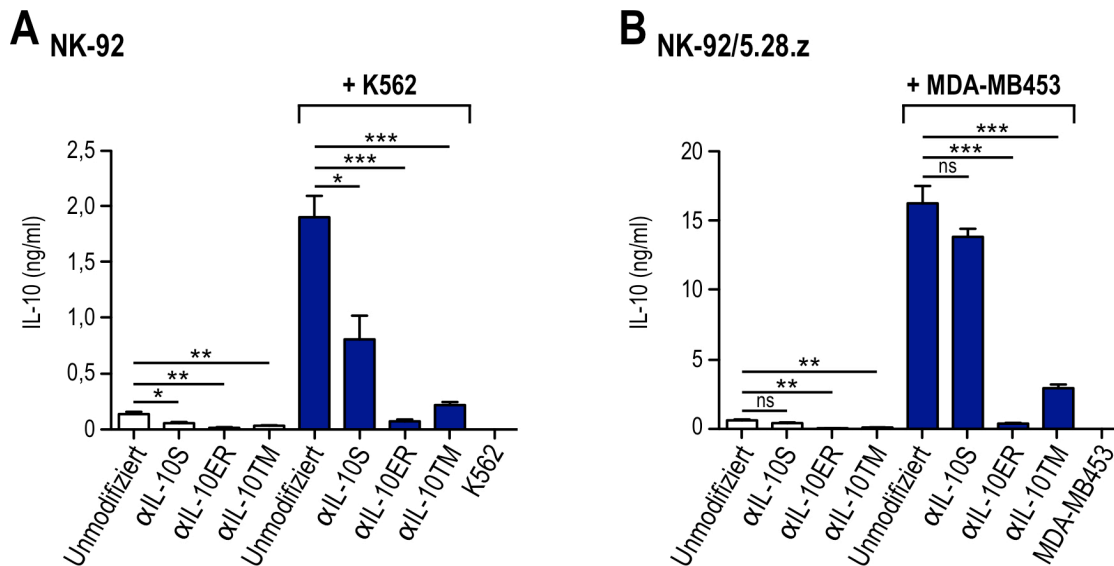 A NK-92
+ K562
***
***
*
**
**
*
IL-10 (ng/ml)
2,5
2,0
1,5
1,0
0,5
0
Unmodifiziert
αIL-10S
αIL-10ER
αIL-10TM
Unmodifiziert
αIL-10S
αIL-10ER
αIL-10TM
K562
B NK-92/5.28.z
+ MDA-MB453
***
***
ns
**
**
ns
IL-10 (ng/ml)
20
15
10
5
0
Unmodifiziert
αIL-10S
αIL-10ER
αIL-10TM
Unmodifiziert
αIL-10S
αIL-10ER
αIL-10TM
MDA-MB453